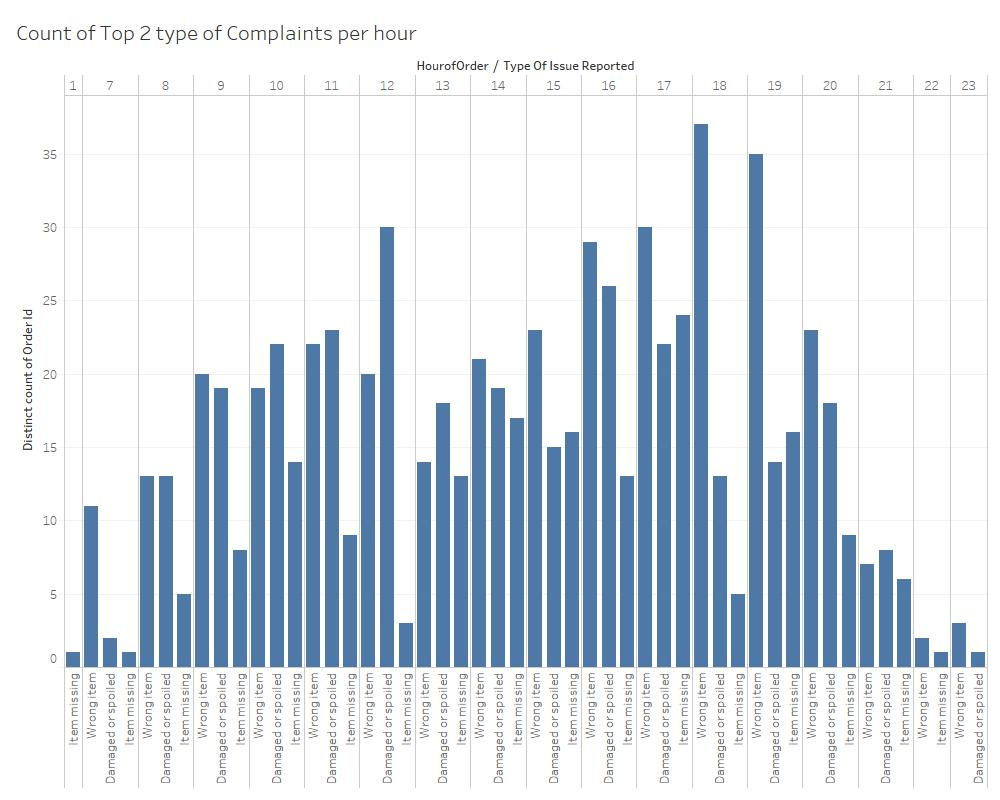 Count of Top 2 type of Complaints per hour
HourofOrder / Type Of Issue Reported
1 7 8 9 10 11 12 13 14 15 16 17 18 19 20 21 22 23
Distinct count of Order Id
35
30
25
20
15
10
5
0
Item missing
Wrong item
Damaged or spoiled
Item missing
Wrong item
Damaged or spoiled
Item missing
Wrong item
Damaged or spoiled
Item missing
Wrong item
Damaged or spoiled
Item missing
Wrong item
Damaged or spoiled
Item missing
Wrong item
Damaged or spoiled
Item missing
Wrong item
Damaged or spoiled
Item missing
Wrong item
Damaged or spoiled
Item missing
Wrong item
Damaged or spoiled
Item missing
Wrong item
Damaged or spoiled
Item missing
Wrong item
Damaged or spoiled
Item missing
Wrong item
Damaged or spoiled
Item missing
Wrong item
Damaged or spoiled
Item missing
Wrong item
Damaged or spoiled
Item missing
Wrong item
Damaged or spoiled
Item missing
Wrong item
Item missing
Wrong item
Damaged or spoiled